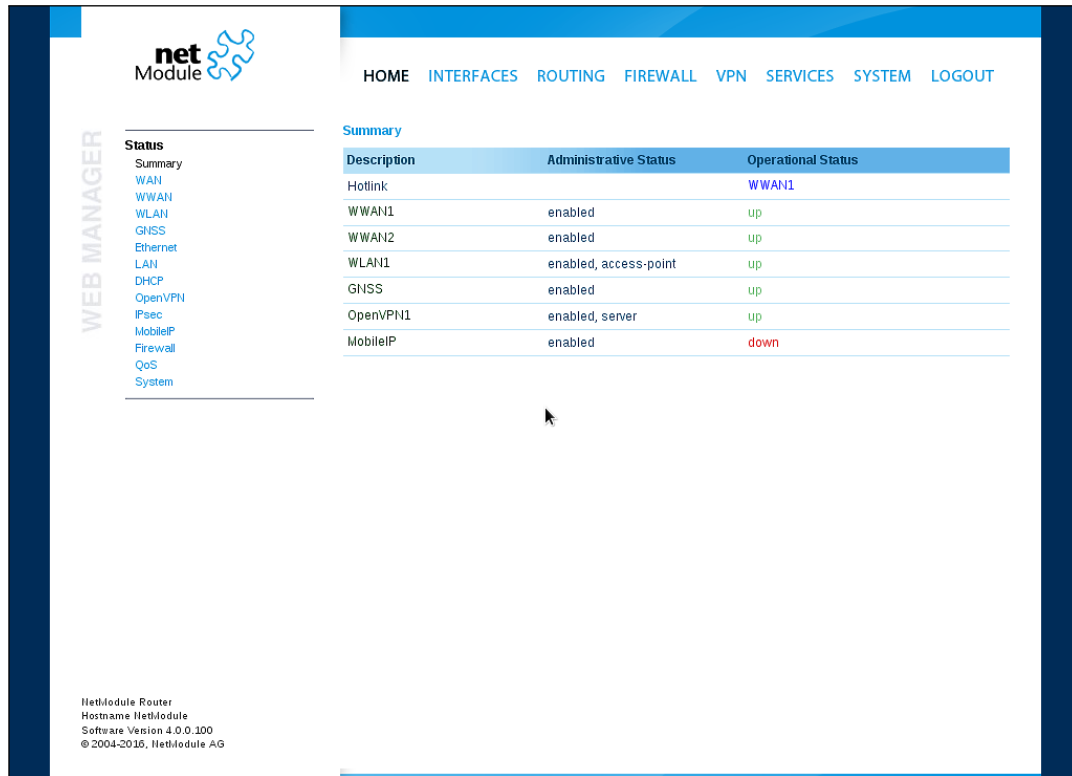 net
Module
HOME INTERFACES ROUTING FIREWALL VPN SERVICES SYSTEM LOGOUT
WEB MANAGER
Status
Summary
WAN
WWAN
WLAN
GNSS
Ethernet
LAN
DHCP
OpenVPN
IPsec
MobileIP
Firewall
QoS
System
Summary
Description Administrative Status Operational Status
Hotlink WWAN1
WWAN1 enabled up
WWAN2 enabled up
WLAN1 enabled, access-point up
GNSS enabled up
OpenVPN1 enabled, server up
MobileIP enabled down
NetModule Router
Hostname NetModule
Software Version 4.0.0.100
© 2004-2016, NetModule AG